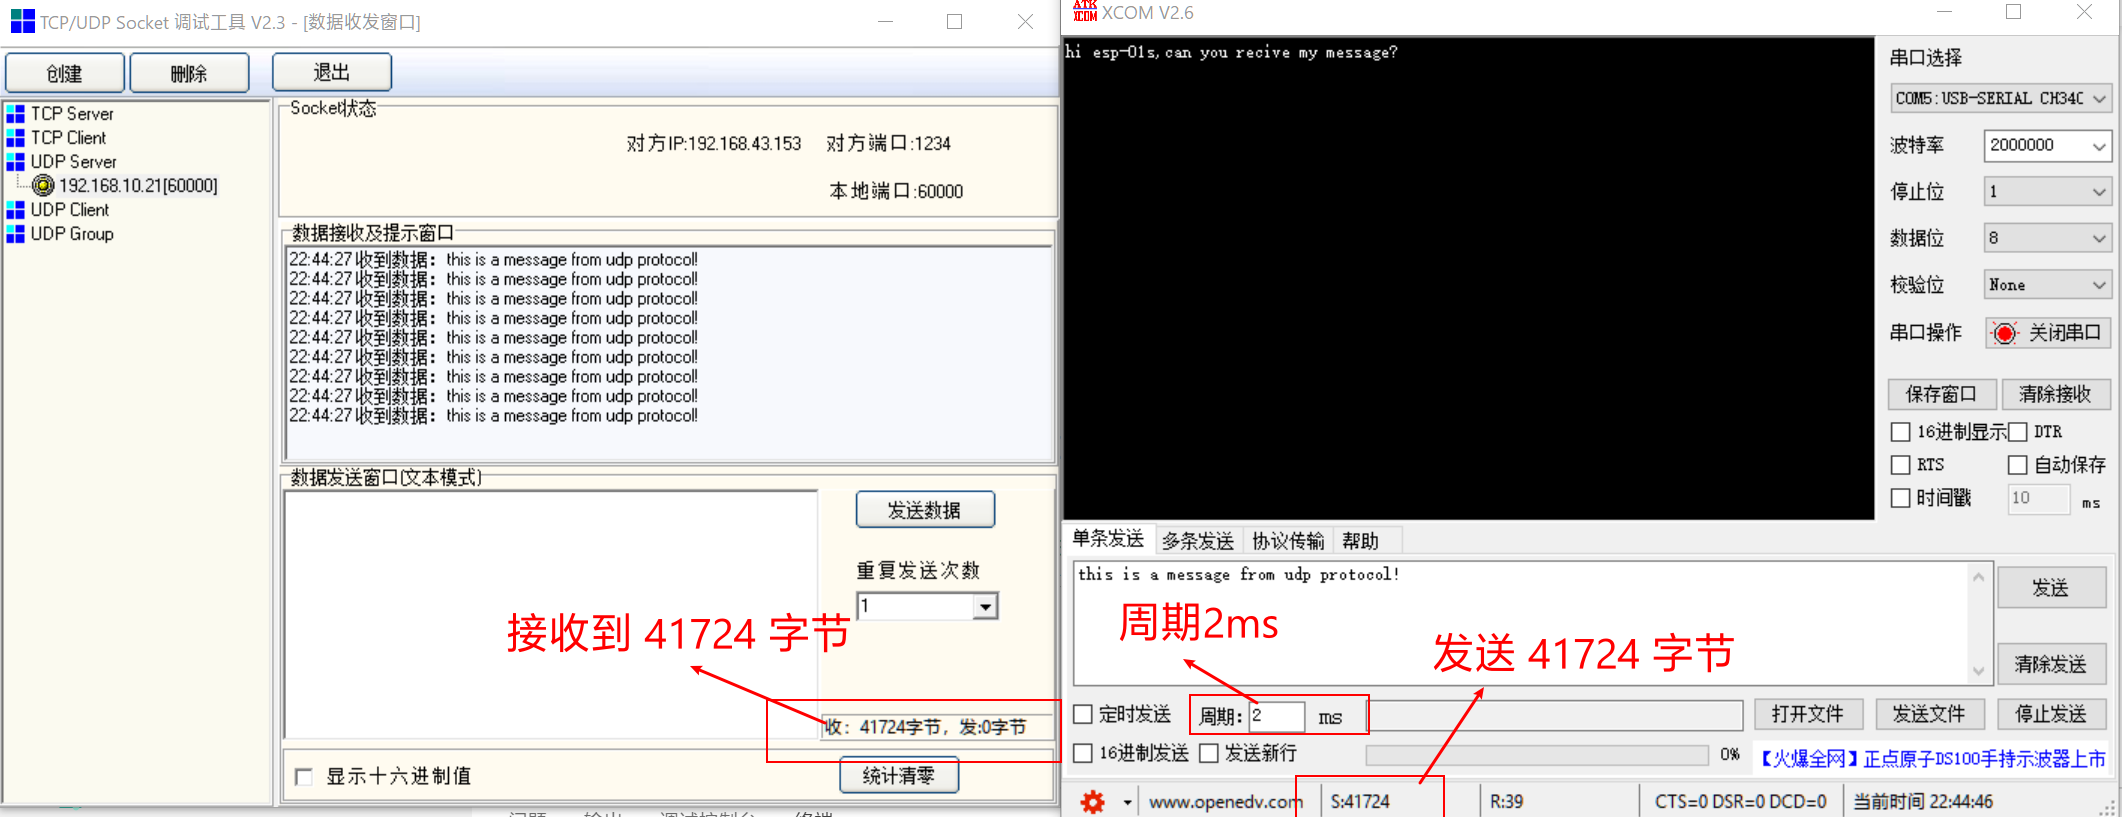 TCP/UDP Socket 调试工具 V2.3 - [数据收发窗口]
创建
删除
退出
TCP Server
TCP Client
UDP Server
192.168.10.21[60000]
UDP Client
UDP Group
Socket状态
对方IP:192.168.43.153 对方端口:1234
本地端口:60000
数据接收及提示窗口
22:44:27 收到数据：this is a message from udp protocol!
22:44:27 收到数据：this is a message from udp protocol!
22:44:27 收到数据：this is a message from udp protocol!
22:44:27 收到数据：this is a message from udp protocol!
22:44:27 收到数据：this is a message from udp protocol!
22:44:27 收到数据：this is a message from udp protocol!
22:44:27 收到数据：this is a message from udp protocol!
22:44:27 收到数据：this is a message from udp protocol!
22:44:27 收到数据：this is a message from udp protocol!
数据发送窗口(文本模式)
发送数据
重复发送次数
1
接收到 41724 字节
收：41724字节，发:0字节
显示十六进制值
统计清零
ATK XCOM
XCOM V2.6
hi esp-01s,can you recive my message?
串口选择
COM5:USB-SERIAL CH34C
波特率 2000000
停止位 1
数据位 8
校验位 None
串口操作 关闭串口
保存窗口 清除接收
16进制显示 DTR
RTS 自动保存
时间戳 10 ms
单条发送 多条发送 协议传输 帮助
this is a message from udp protocol!
发送
周期2ms
发送 41724 字节
清除发送
定时发送 周期: 2 ms
打开文件 发送文件 停止发送
16进制发送 发送新行 0%
【火爆全网】正点原子DS100手持示波器上市
www.openedv.com S:41724 R:39 CTS=0 DSR=0 DCD=0 当前时间 22:44:46